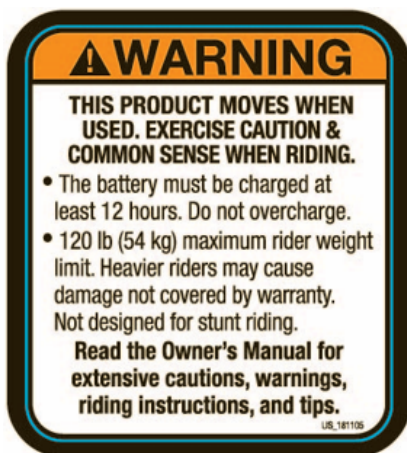 WARNING
THIS PRODUCT MOVES WHEN
USED. EXERCISE CAUTION &
COMMON SENSE WHEN RIDING.
• The battery must be charged at
least 12 hours. Do not overcharge.
• 120 lb (54 kg) maximum rider weight
limit. Heavier riders may cause
damage not covered by warranty.
Not designed for stunt riding.
Read the Owner's Manual for
extensive cautions, warnings,
riding instructions, and tips.
US_181105